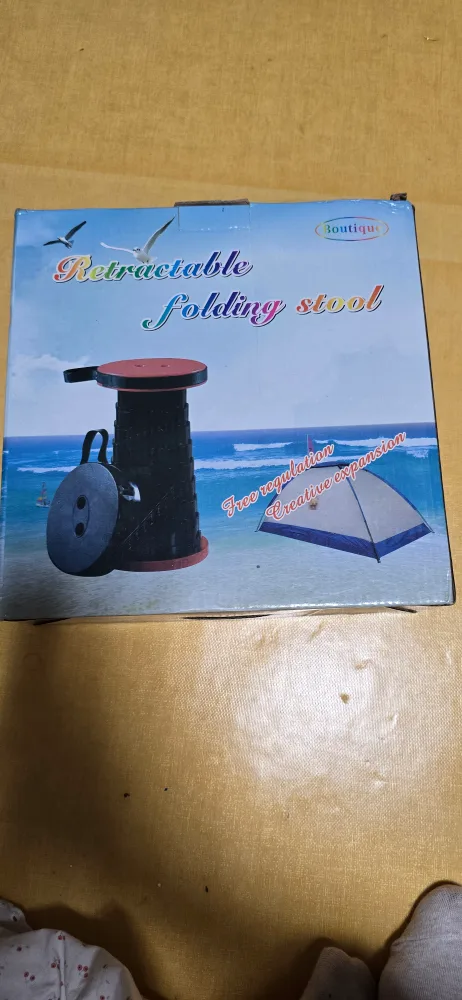 Boutique
Retractable
folding stool
Free regulation
Creative expansion